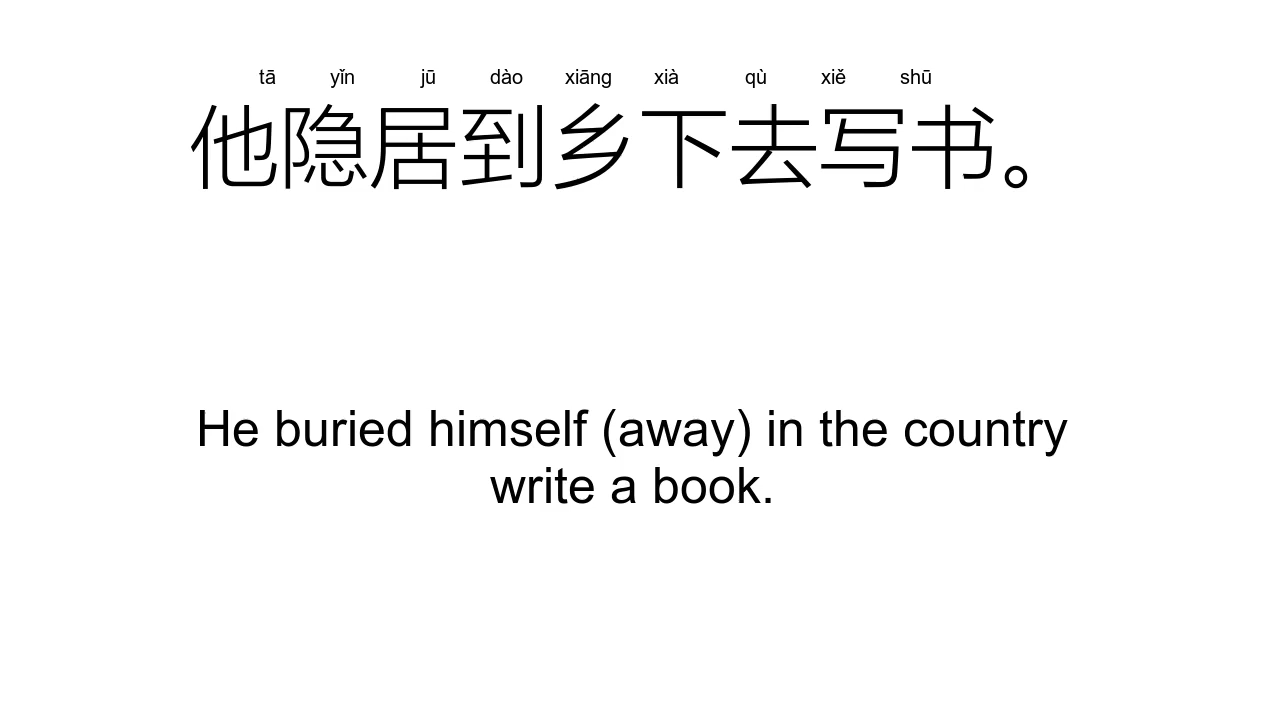 tā yǐn jū dào xiāng xià qù xiě shū
他隐居到乡下去写书。
He buried himself (away) in the country
write a book.